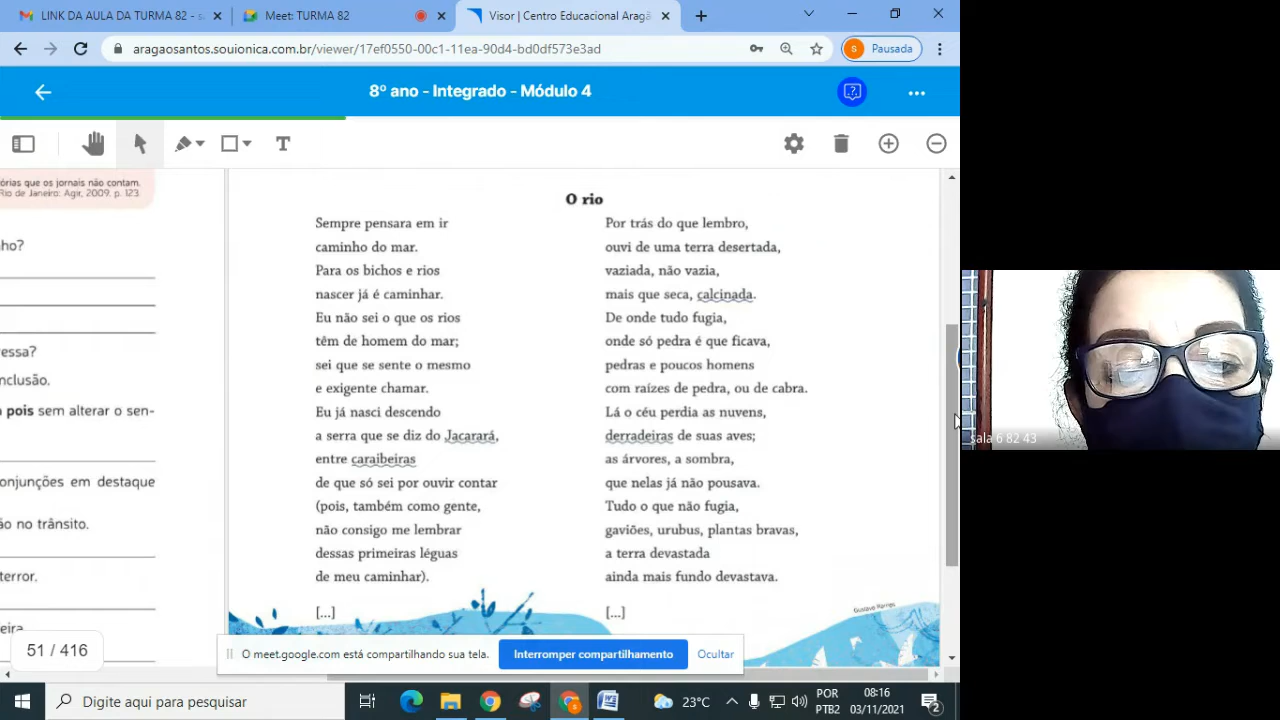 LINK DA AULA DA TURMA 82 - s
Meet: TURMA 82
Visor | Centro Educacional Aragã
aragaosantos.souionica.com.br/viewer/17ef0550-00c1-11ea-90d4-bd0df573e3ad
S
Pausada
8º ano - Integrado - Módulo 4
T
órias que os jornais não contam.
Rio de Janeiro: Agir, 2009. p. 123.
ho?
essa?
nclusão.
pois sem alterar o sen-
onjunções em destaque
ão no trânsito.
terror.
eira
O rio
Sempre pensara em ir
caminho do mar.
Para os bichos e rios
nascer já é caminhar.
Eu não sei o que os rios
têm de homem do mar;
sei que se sente o mesmo
e exigente chamar.
Eu já nasci descendo
a serra que se diz do Jacarará,
entre caraibeiras
de que só sei por ouvir contar
(pois, também como gente,
não consigo me lembrar
dessas primeiras léguas
de meu caminhar).
[...]
Por trás do que lembro,
ouvi de uma terra desertada,
vaziada, não vazia,
mais que seca, calcinada.
De onde tudo fugia,
onde só pedra é que ficava,
pedras e poucos homens
com raízes de pedra, ou de cabra.
Lá o céu perdia as nuvens,
derradeiras de suas aves;
as árvores, a sombra,
que nelas já não pousava.
Tudo o que não fugia,
gaviões, urubus, plantas bravas,
a terra devastada
ainda mais fundo devastava.
[...]
51 / 416
O meet.google.com está compartilhando sua tela.
Interromper compartilhamento
Ocultar
sala 6 82 43
Digite aqui para pesquisar
23°C
POR
PTB2
08:16
03/11/2021
2